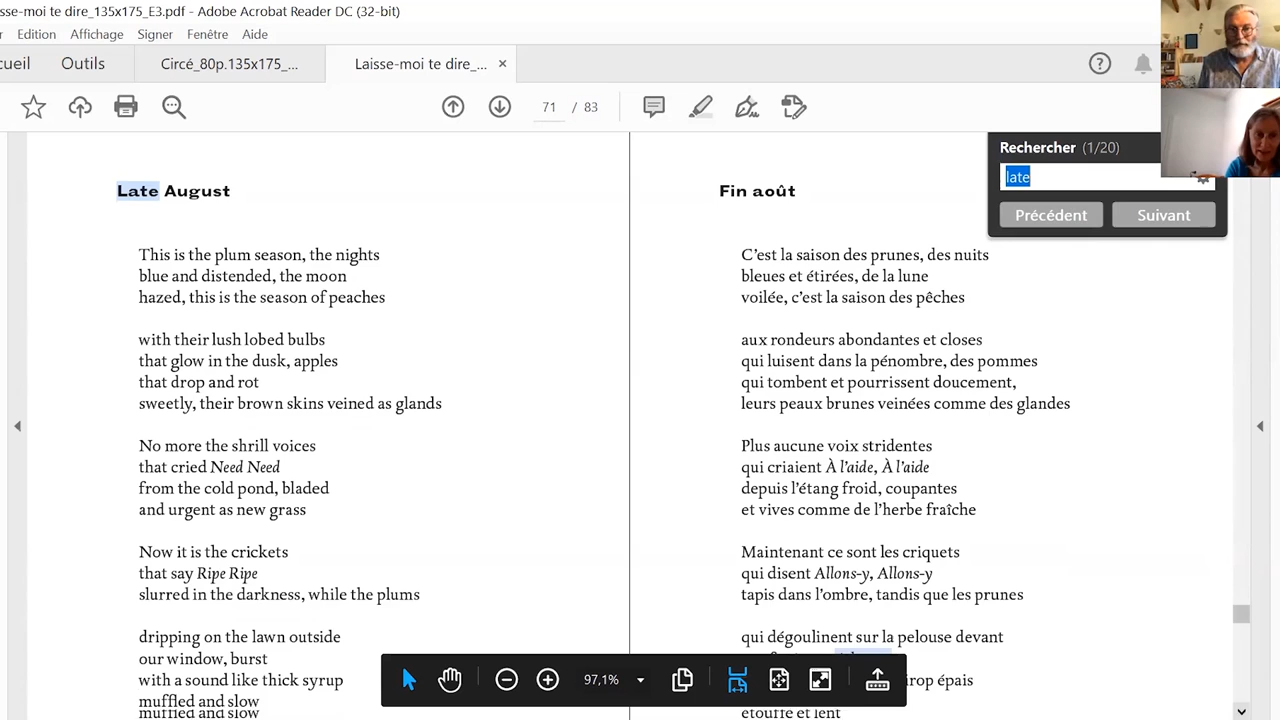 sse-moi te dire_135x175_E3.pdf - Adobe Acrobat Reader DC (32-bit)
r Edition Affichage Signer Fenêtre Aide
cueil Outils Circé_80p.135x175_... Laisse-moi te dire_...
71 / 83
Rechercher (1/20)
late
Précédent Suivant
Late August
This is the plum season, the nights
blue and distended, the moon
hazed, this is the season of peaches
with their lush lobed bulbs
that glow in the dusk, apples
that drop and rot
sweetly, their brown skins veined as glands
No more the shrill voices
that cried Need Need
from the cold pond, bladed
and urgent as new grass
Now it is the crickets
that say Ripe Ripe
slurred in the darkness, while the plums
dripping on the lawn outside
our window, burst
with a sound like thick syrup
muffled and slow
muffled and slow
Fin août
C’est la saison des prunes, des nuits
bleues et étirées, de la lune
voilée, c’est la saison des pêches
aux rondeurs abondantes et closes
qui luisent dans la pénombre, des pommes
qui tombent et pourrissent doucement,
leurs peaux brunes veinées comme des glandes
Plus aucune voix stridentes
qui criaient À l’aide, À l’aide
depuis l’étang froid, coupantes
et vives comme de l’herbe fraîche
Maintenant ce sont les criquets
qui disent Allons-y, Allons-y
tapis dans l’ombre, tandis que les prunes
qui dégoulinent sur la pelouse devant
irop épais
étouffé et lent
97,1%